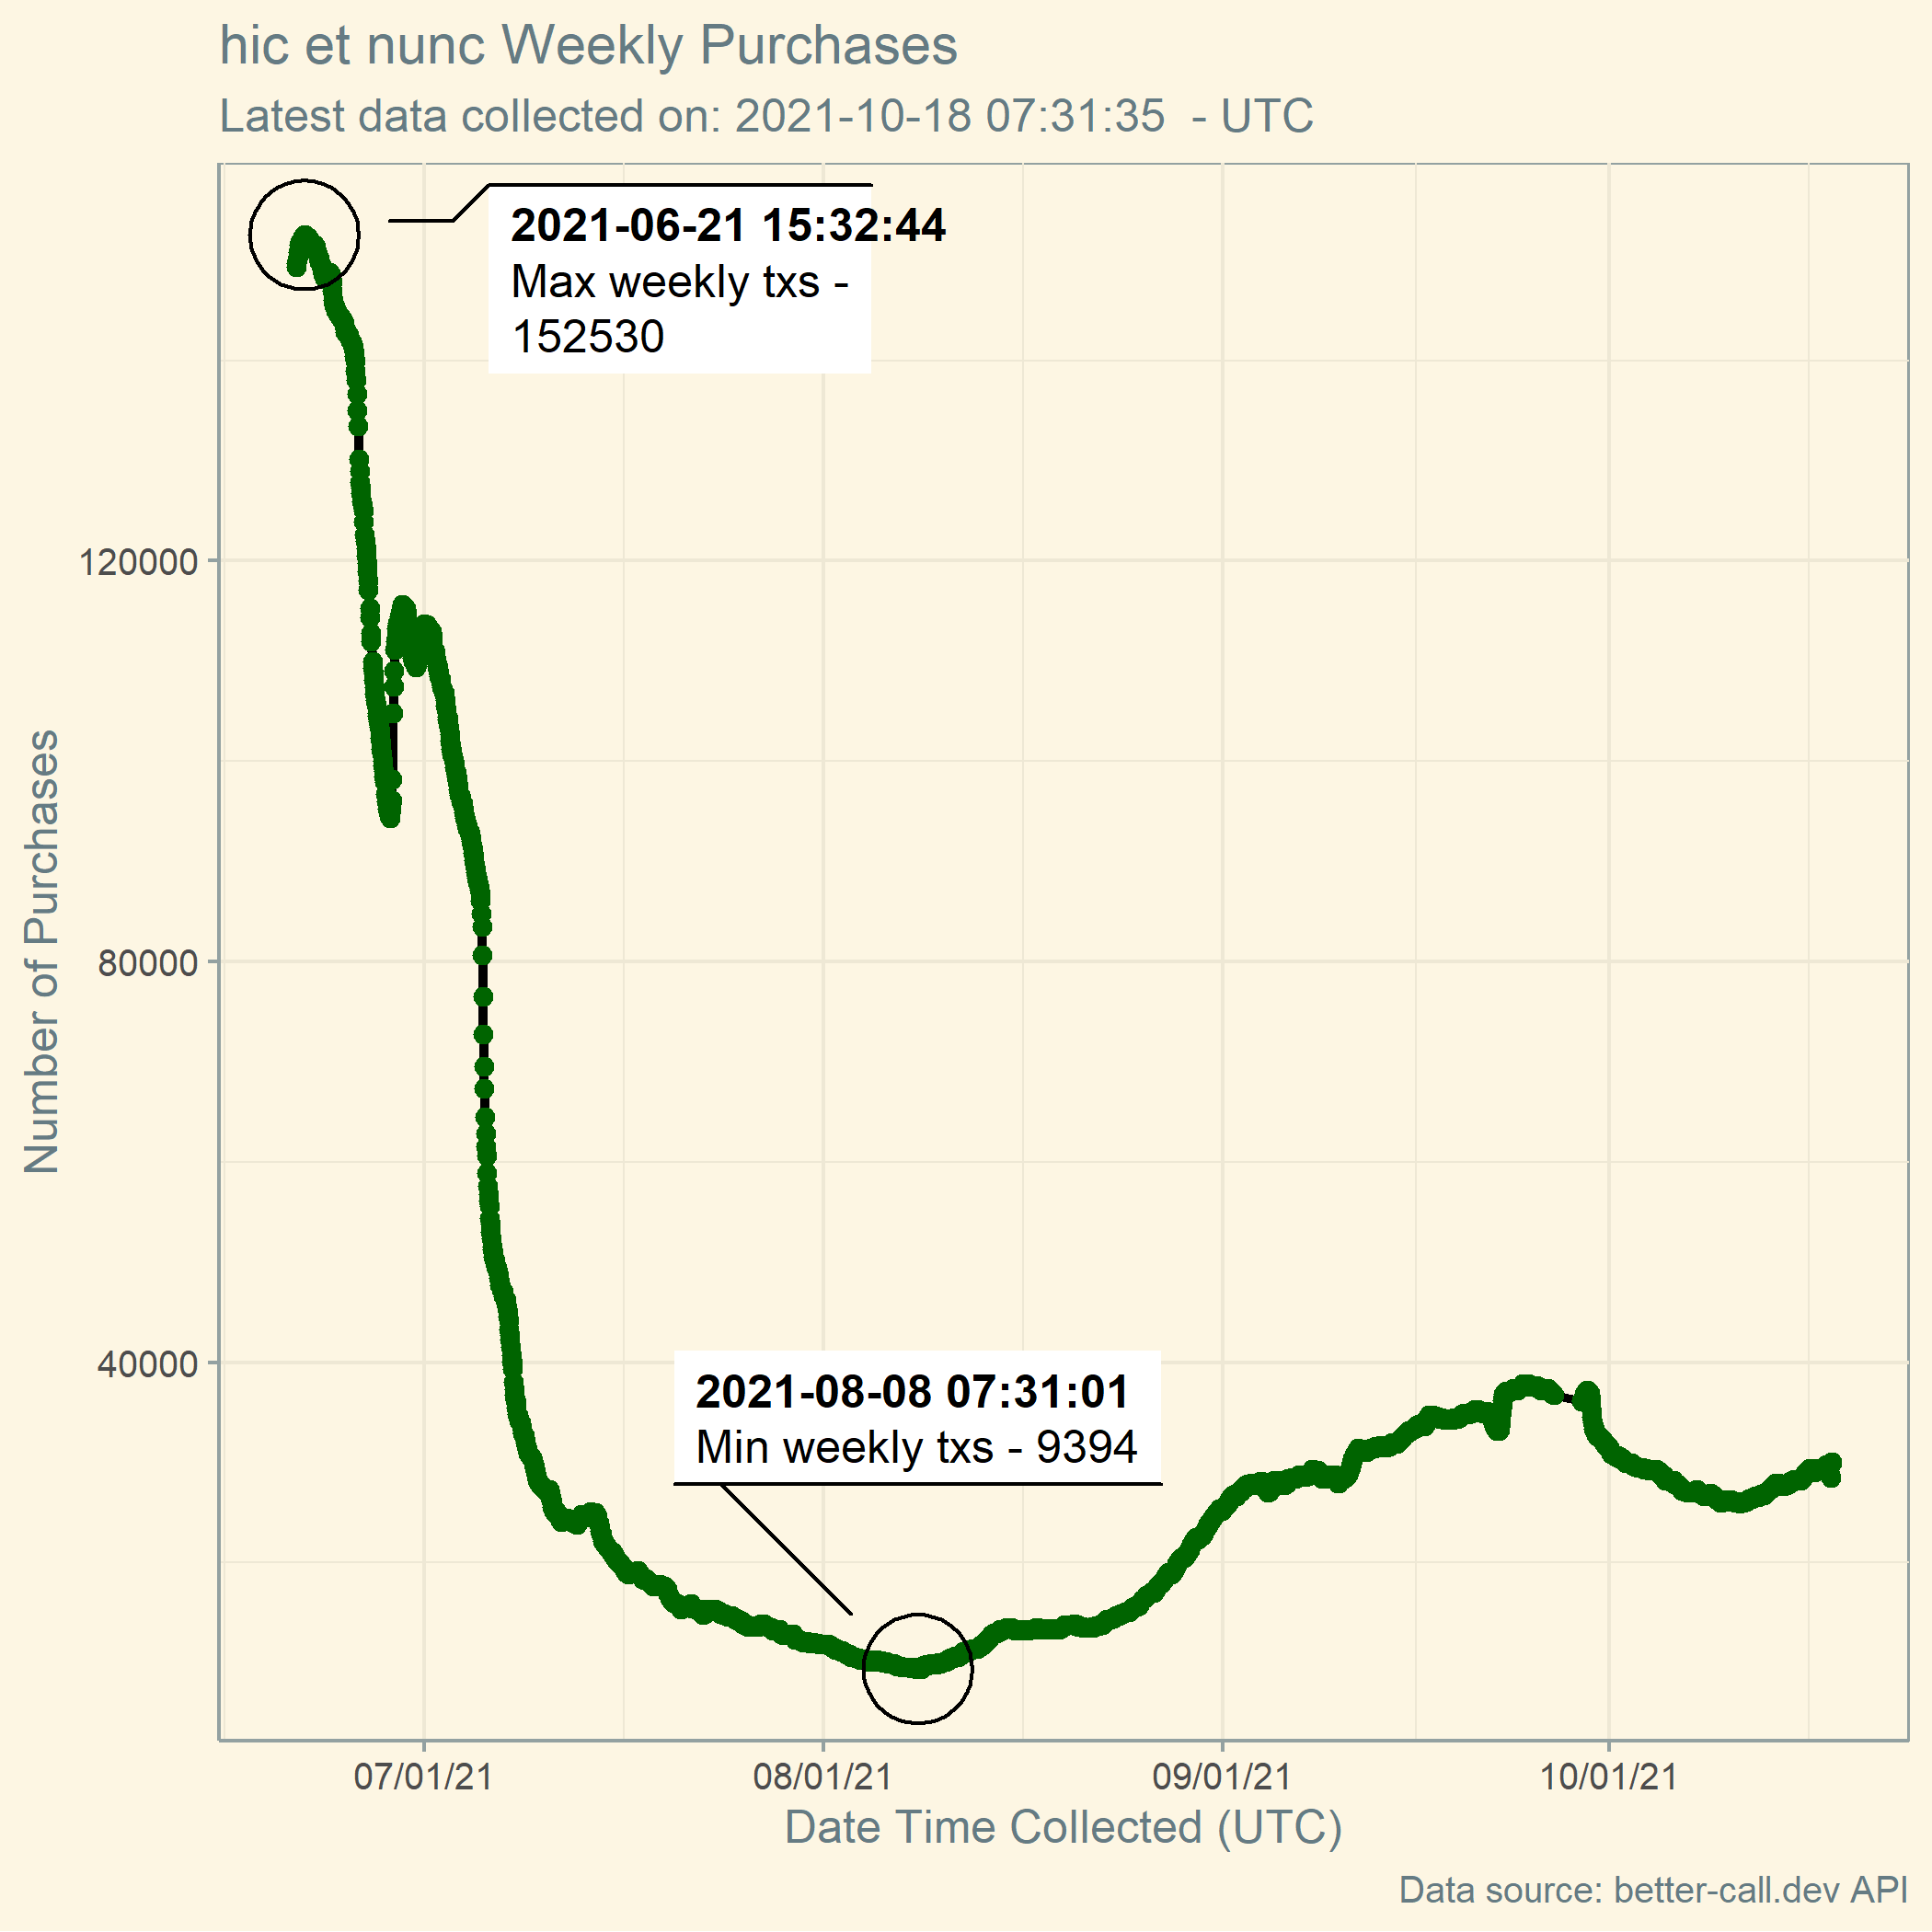 hic et nunc Weekly Purchases
Latest data collected on: 2021-10-18 07:31:35  - UTC
2021-06-21 15:32:44
Max weekly txs -
152530
120000
80000
40000
Number of Purchases
2021-08-08 07:31:01
Min weekly txs - 9394
07/01/21 08/01/21 09/01/21 10/01/21
Date Time Collected (UTC)
Data source: better-call.dev API